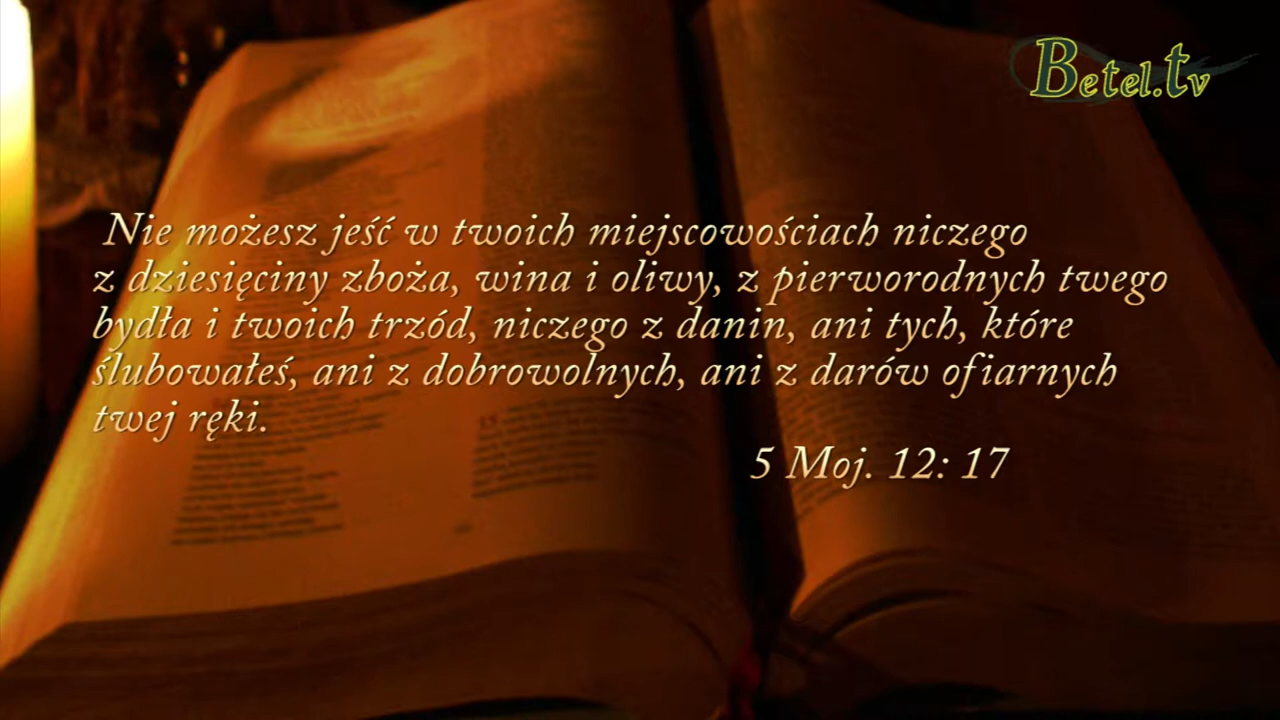 Betel.tv
Nie możesz jeść w twoich miejscowościach niczego
z dziesięciny zboża, wina i oliwy, z pierworodnych twego
bydła i twoich trzód, niczego z danin, ani tych, które
ślubowałeś, ani z dobrowolnych, ani z darów ofiarnych
twej ręki.
5 Moj. 12: 17